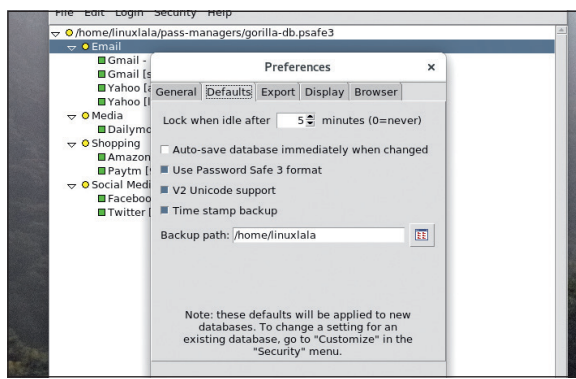 File Edit Login Security Help
/home/linuxlala/pass-managers/gorilla-db.psafe3
Email
Gmail -
Gmail [s
Yahoo [a
Yahoo [l
Media
Dailymo
Shopping
Amazon
Paytm [
Social Medi
Faceboo
Twitter [
Preferences
General Defaults Export Display Browser
Lock when idle after 5 minutes (0=never)
Auto-save database immediately when changed
Use Password Safe 3 format
V2 Unicode support
Time stamp backup
Backup path: /home/linuxlala
Note: these defaults will be applied to new
databases. To change a setting for an
existing database, go to "Customize" in the
"Security" menu.